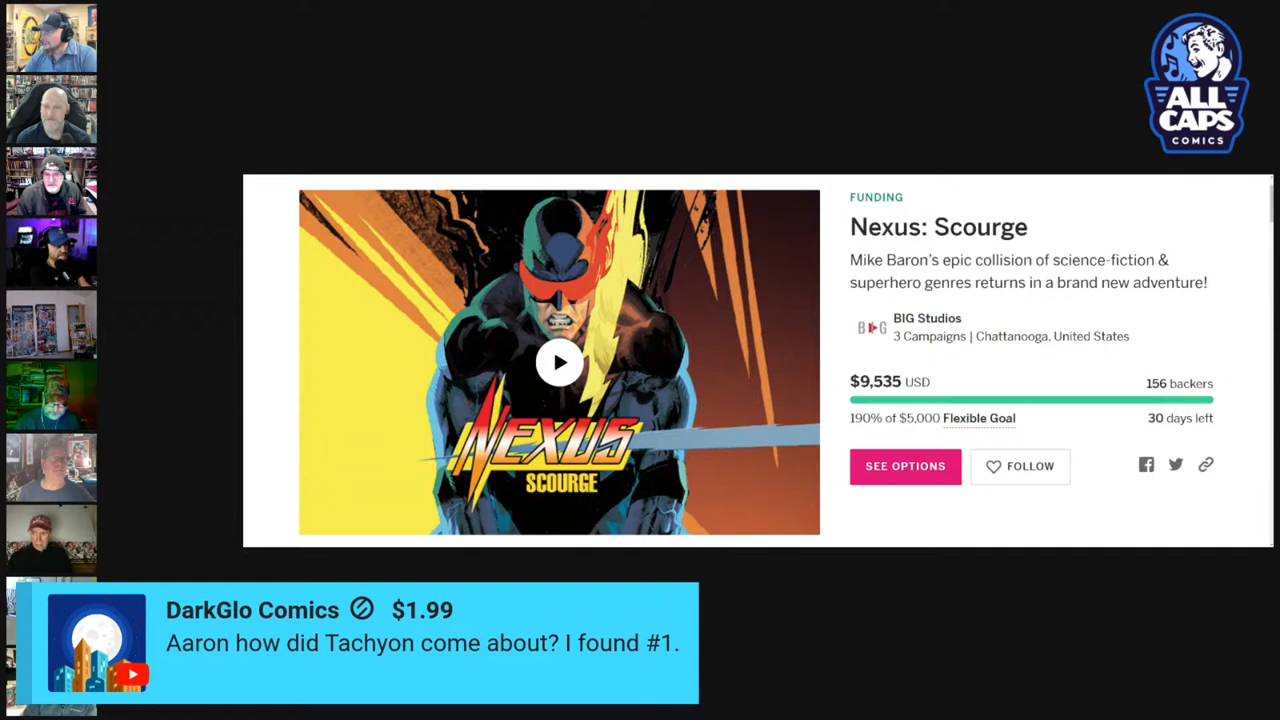 ALL
CAPS
COMICS
FUNDING
Nexus: Scourge
Mike Baron's epic collision of science-fiction &
superhero genres returns in a brand new adventure!
BIG
BIG Studios
3 Campaigns | Chattanooga, United States
$9,535 USD
156 backers
190% of $5,000 Flexible Goal
30 days left
SEE OPTIONS
FOLLOW
NEXUS
SCOURGE
DarkGlo Comics $1.99
Aaron how did Tachyon come about? I found #1.